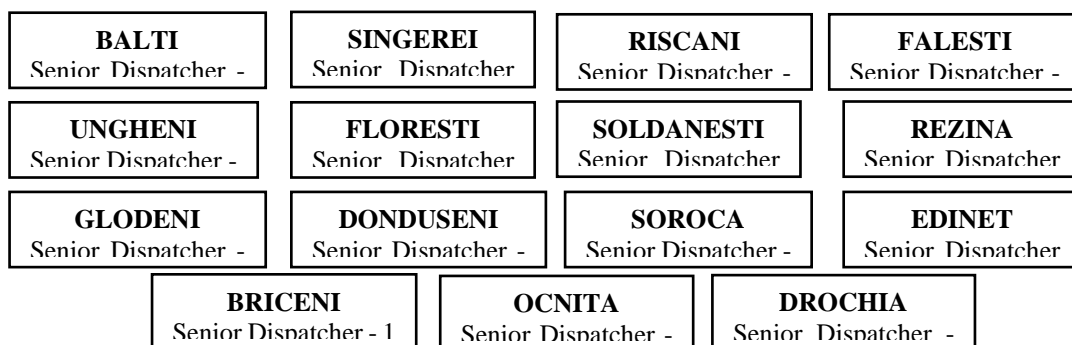 BALTI
Senior Dispatcher -
SINGEREI
Senior Dispatcher
RISCANI
Senior Dispatcher -
FALESTI
Senior Dispatcher -
UNGHENI
Senior Dispatcher -
FLORESTI
Senior Dispatcher
SOLDANESTI
Senior Dispatcher
REZINA
Senior Dispatcher
GLODENI
Senior Dispatcher -
DONDUSENI
Senior Dispatcher -
SOROCA
Senior Dispatcher -
EDINET
Senior Dispatcher
BRICENI
Senior Dispatcher - 1
OCNITA
Senior Dispatcher -
DROCHIA
Senior Dispatcher -